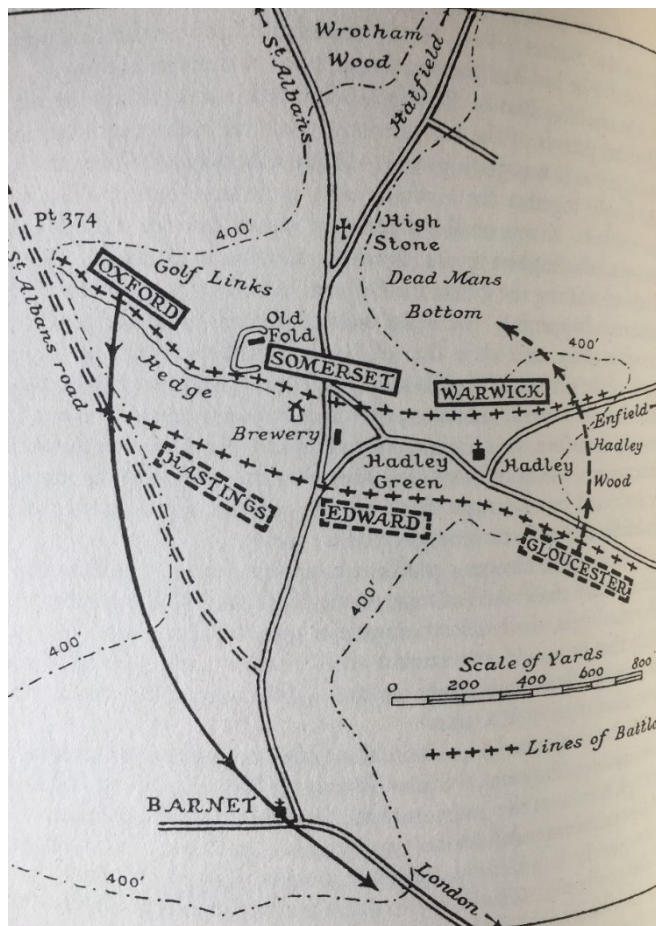 Wrotham
Wood
St Albans
Hatfield
Pt 374
400'
High
Stone
St Albans road
OXFORD
Golf Links
Dead Mans
Bottom
Old
Fold
SOMERSET
400'
Hedge
WARWICK
Brewery
Enfield
Hadley
Green
Hadley
Hadley
Wood
HASTINGS
EDWARD
GLOUCESTER
400'
400'
Scale of Yards
0 200 400 600 800
Lines of Battl
BARNET
400'
London